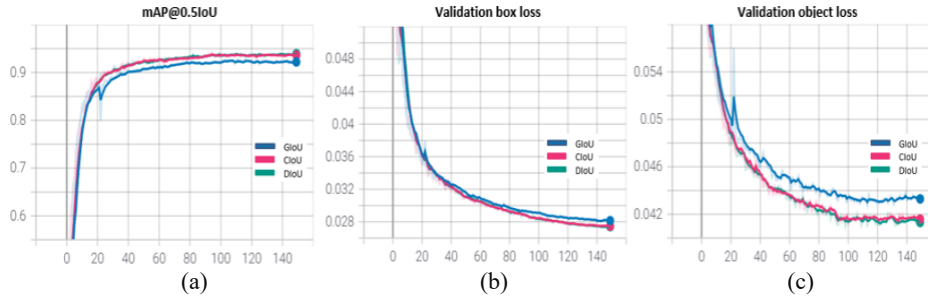 mAP@0.5IoU
0.9
0.8
0.7
0.6
GIoU
CIoU
DIoU
0 20 40 60 80 100 120 140
(a)
Validation box loss
0.048
0.044
0.04
0.036
0.032
0.028
GIoU
CIoU
DIoU
0 20 40 60 80 100 120 140
(b)
Validation object loss
0.054
0.05
0.046
0.042
GIoU
CIoU
DIoU
0 20 40 60 80 100 120 140
(c)